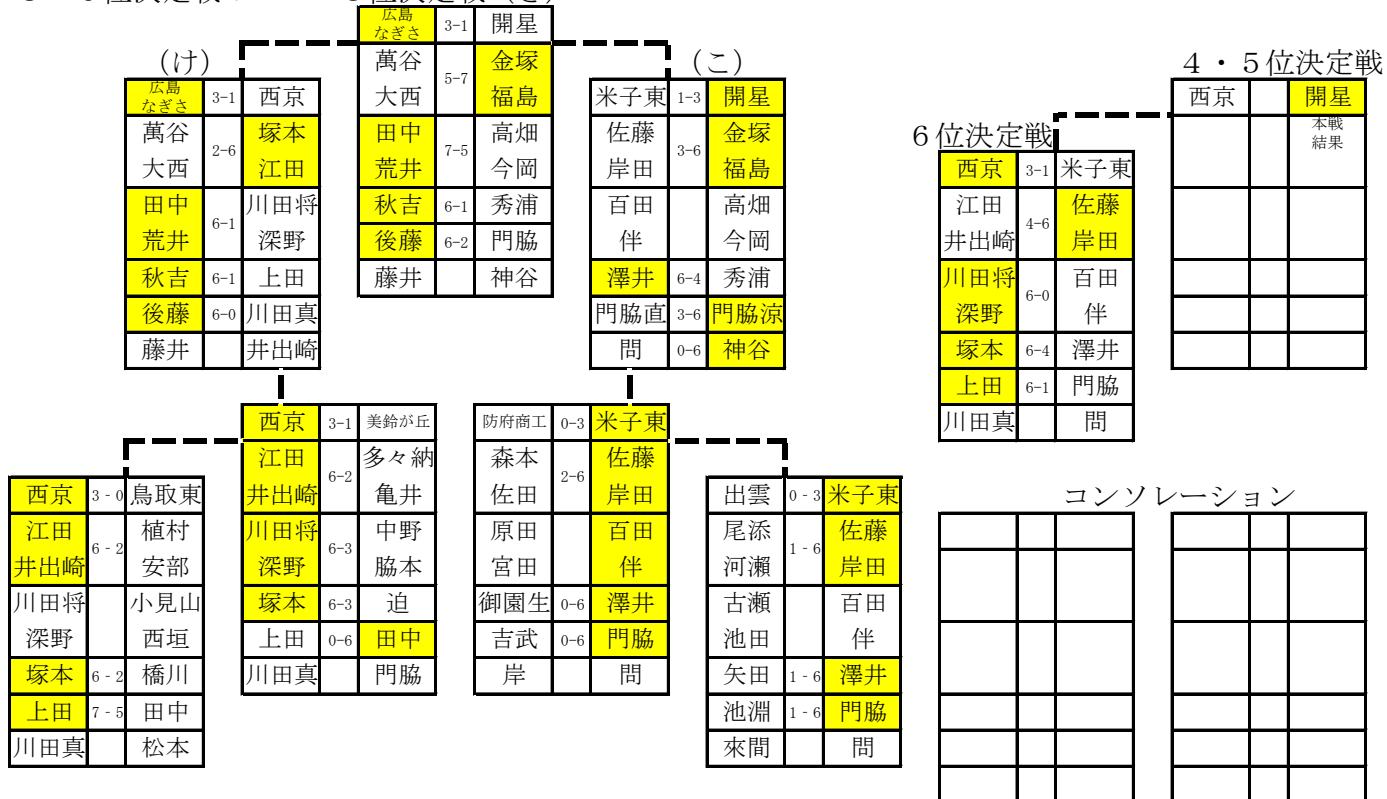 広島なぎさ 3-1 開星
萬谷 大西 5-7 金塚 福島
田中 荒井 7-5 高畑 今岡
秋吉 6-1 秀浦
後藤 6-2 門脇
藤井 神谷
(け)
広島なぎさ 3-1 西京
萬谷 大西 2-6 塚本 江田
田中 荒井 6-1 川田将 深野
秋吉 6-1 上田
後藤 6-0 川田真
藤井 井出崎
(こ)
米子東 1-3 開星
佐藤 岸田 3-6 金塚 福島
百田 伴 高畑 今岡
澤井 6-4 秀浦
門脇直 3-6 門脇涼
問 0-6 神谷
6位決定戦
西京 3-1 米子東
江田 井出崎 4-6 佐藤 岸田
川田将 深野 6-0 百田 伴
塚本 6-4 澤井
上田 6-1 門脇
川田真 問
4・5位決定戦
西京 開星
本戦結果
西京 3-1 美鈴が丘
江田 井出崎 6-2 多々納 亀井
川田将 深野 6-3 中野 脇本
塚本 6-3 迫
上田 0-6 田中
川田真 門脇
防府商工 0-3 米子東
森本 佐田 2-6 佐藤 岸田
原田 宮田 百田 伴
御園生 0-6 澤井
吉武 0-6 門脇
岸 問
西京 3-0 鳥取東
江田 井出崎 6-2 植村 安部
川田将 深野 小見山 西垣
塚本 6-2 橋川
上田 7-5 田中
川田真 松本
出雲 0-3 米子東
尾添 河瀬 1-6 佐藤 岸田
古瀬 池田 百田 伴
矢田 1-6 澤井
池淵 1-6 門脇
來間 問
コンソレーション